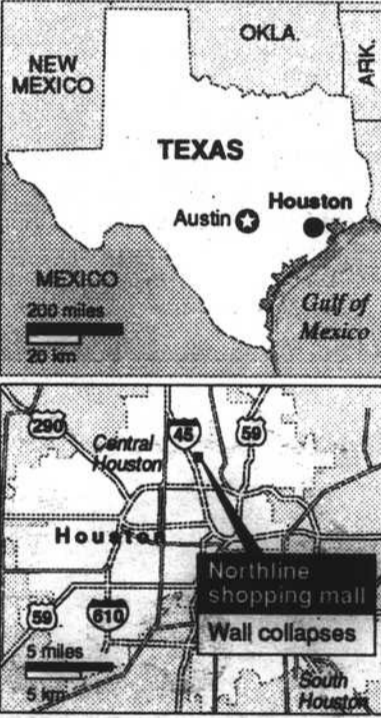 OKLA.
ARK.
NEW
MEXICO
TEXAS
Houston
Austin
MEXICO
200 miles
20 km
Gulf of
Mexico
290
45
59
Central
Houston
Houston
Northline
shopping mall
59
610
Wall collapses
5 miles
5 km
South
Houston